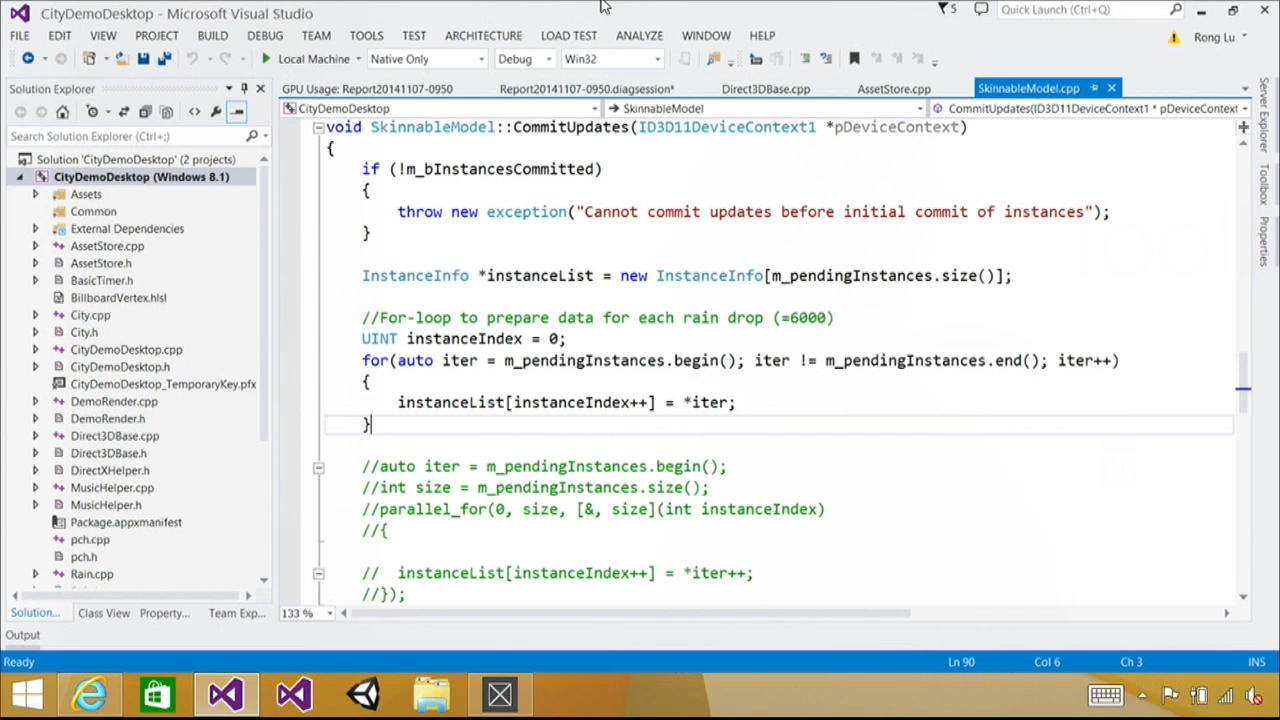 CityDemoDesktop - Microsoft Visual Studio
5
Quick Launch (Ctrl+Q)
FILE EDIT VIEW PROJECT BUILD DEBUG TEAM TOOLS TEST ARCHITECTURE LOAD TEST ANALYZE WINDOW HELP
Rong Lu
Local Machine Native Only Debug Win32
Solution Explorer
GPU Usage: Report20141107-0950 Report20141107-0950.diagsession* Direct3DBase.cpp AssetStore.cpp SkinnableModel.cpp
CityDemoDesktop SkinnableModel CommitUpdates(ID3D11DeviceContext1 * pDeviceContext)
Search Solution Explorer (Ctrl+;)
Solution 'CityDemoDesktop' (2 projects)
CityDemoDesktop (Windows 8.1)
Assets
Common
External Dependencies
AssetStore.cpp
AssetStore.h
BasicTimer.h
BillboardVertex.hlsl
City.cpp
City.h
CityDemoDesktop.cpp
CityDemoDesktop.h
CityDemoDesktop_TemporaryKey.pfx
DemoRender.cpp
DemoRender.h
Direct3DBase.cpp
Direct3DBase.h
DirectXHelper.h
MusicHelper.cpp
MusicHelper.h
Package.appxmanifest
pch.cpp
pch.h
Rain.cpp
Solution... Class View Property... Team Exp...
void SkinnableModel::CommitUpdates(ID3D11DeviceContext1 *pDeviceContext)
{
if (!m_bInstancesCommitted)
{
throw new exception("Cannot commit updates before initial commit of instances");
}
InstanceInfo *instanceList = new InstanceInfo[m_pendingInstances.size()];
//For-loop to prepare data for each rain drop (=6000)
UINT instanceIndex = 0;
for(auto iter = m_pendingInstances.begin(); iter != m_pendingInstances.end(); iter++)
{
instanceList[instanceIndex++] = *iter;
}
//auto iter = m_pendingInstances.begin();
//int size = m_pendingInstances.size();
//parallel_for(0, size, [&, size](int instanceIndex)
//{
// instanceList[instanceIndex++] = *iter++;
//});
133 %
Server Explorer
Toolbox
Properties
Output
Ready Ln 90 Col 6 Ch 3 INS